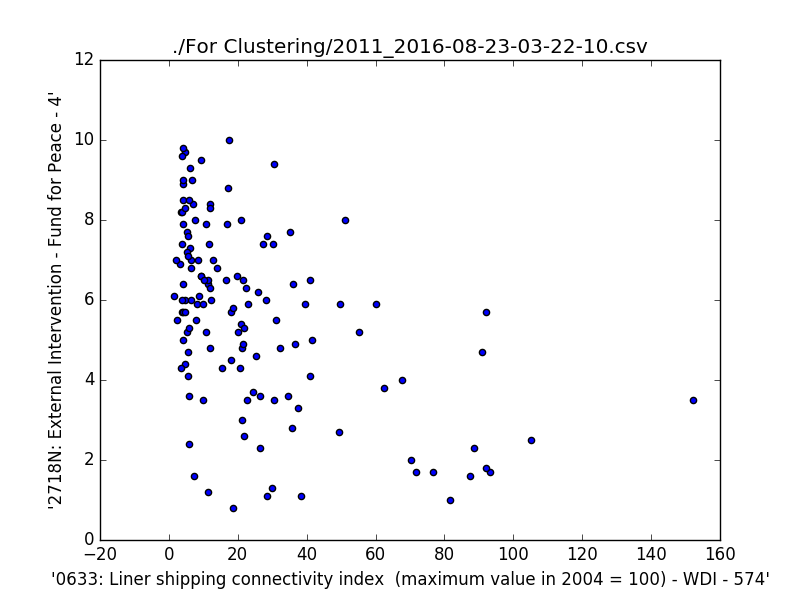 ./For Clustering/2011_2016-08-23-03-22-10.csv
'2718N: External Intervention - Fund for Peace - 4'
12
10
8
6
4
2
0
−20 0 20 40 60 80 100 120 140 160
'0633: Liner shipping connectivity index  (maximum value in 2004 = 100) - WDI - 574'